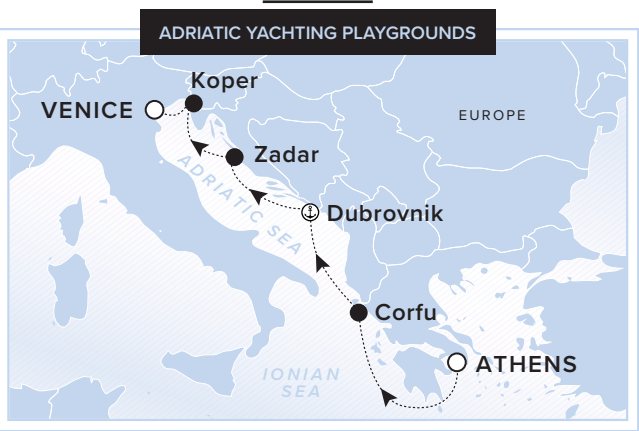 ADRIATIC YACHTING PLAYGROUNDS
Koper
VENICE
EUROPE
Zadar
ADRIATIC SEA
Dubrovnik
Corfu
ATHENS
IONIAN
SEA